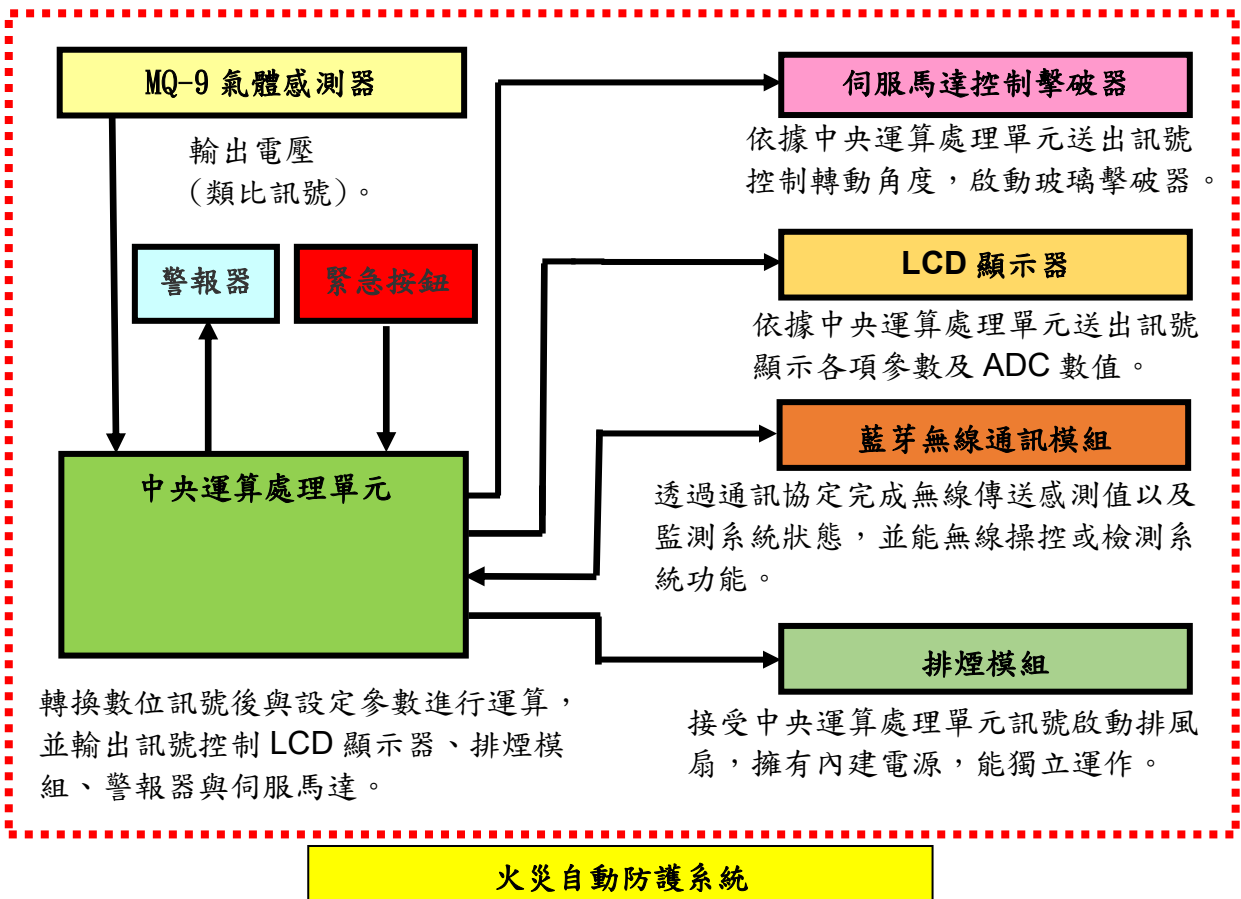 MQ-9 氣體感測器
輸出電壓
(類比訊號)。
警報器
緊急按鈕
中央運算處理單元
轉換數位訊號後與設定參數進行運算，
並輸出訊號控制 LCD 顯示器、排煙模
組、警報器與伺服馬達。
伺服馬達控制擊破器
依據中央運算處理單元送出訊號
控制轉動角度，啟動玻璃擊破器。
LCD 顯示器
依據中央運算處理單元送出訊號
顯示各項參數及 ADC 數值。
藍芽無線通訊模組
透過通訊協定完成無線傳送感測值以及
監測系統狀態，並能無線操控或檢測系
統功能。
排煙模組
接受中央運算處理單元訊號啟動排風
扇，擁有內建電源，能獨立運作。
火災自動防護系統